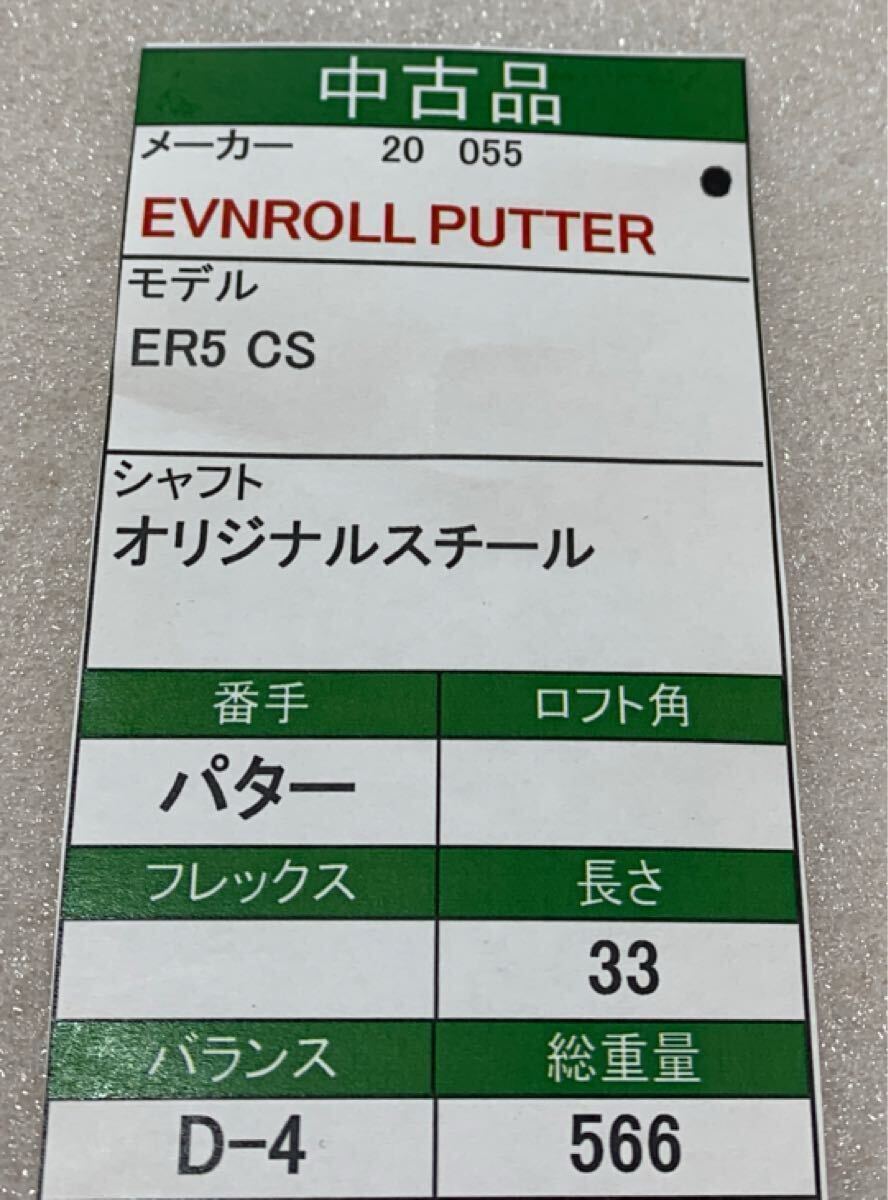 中古品
メーカー 20 055
EVNROLL PUTTER
モデル
ER5 CS
シャフト
オリジナルスチール
番手 ロフト角
パター
フレックス 長さ
33
バランス 総重量
D-4 566